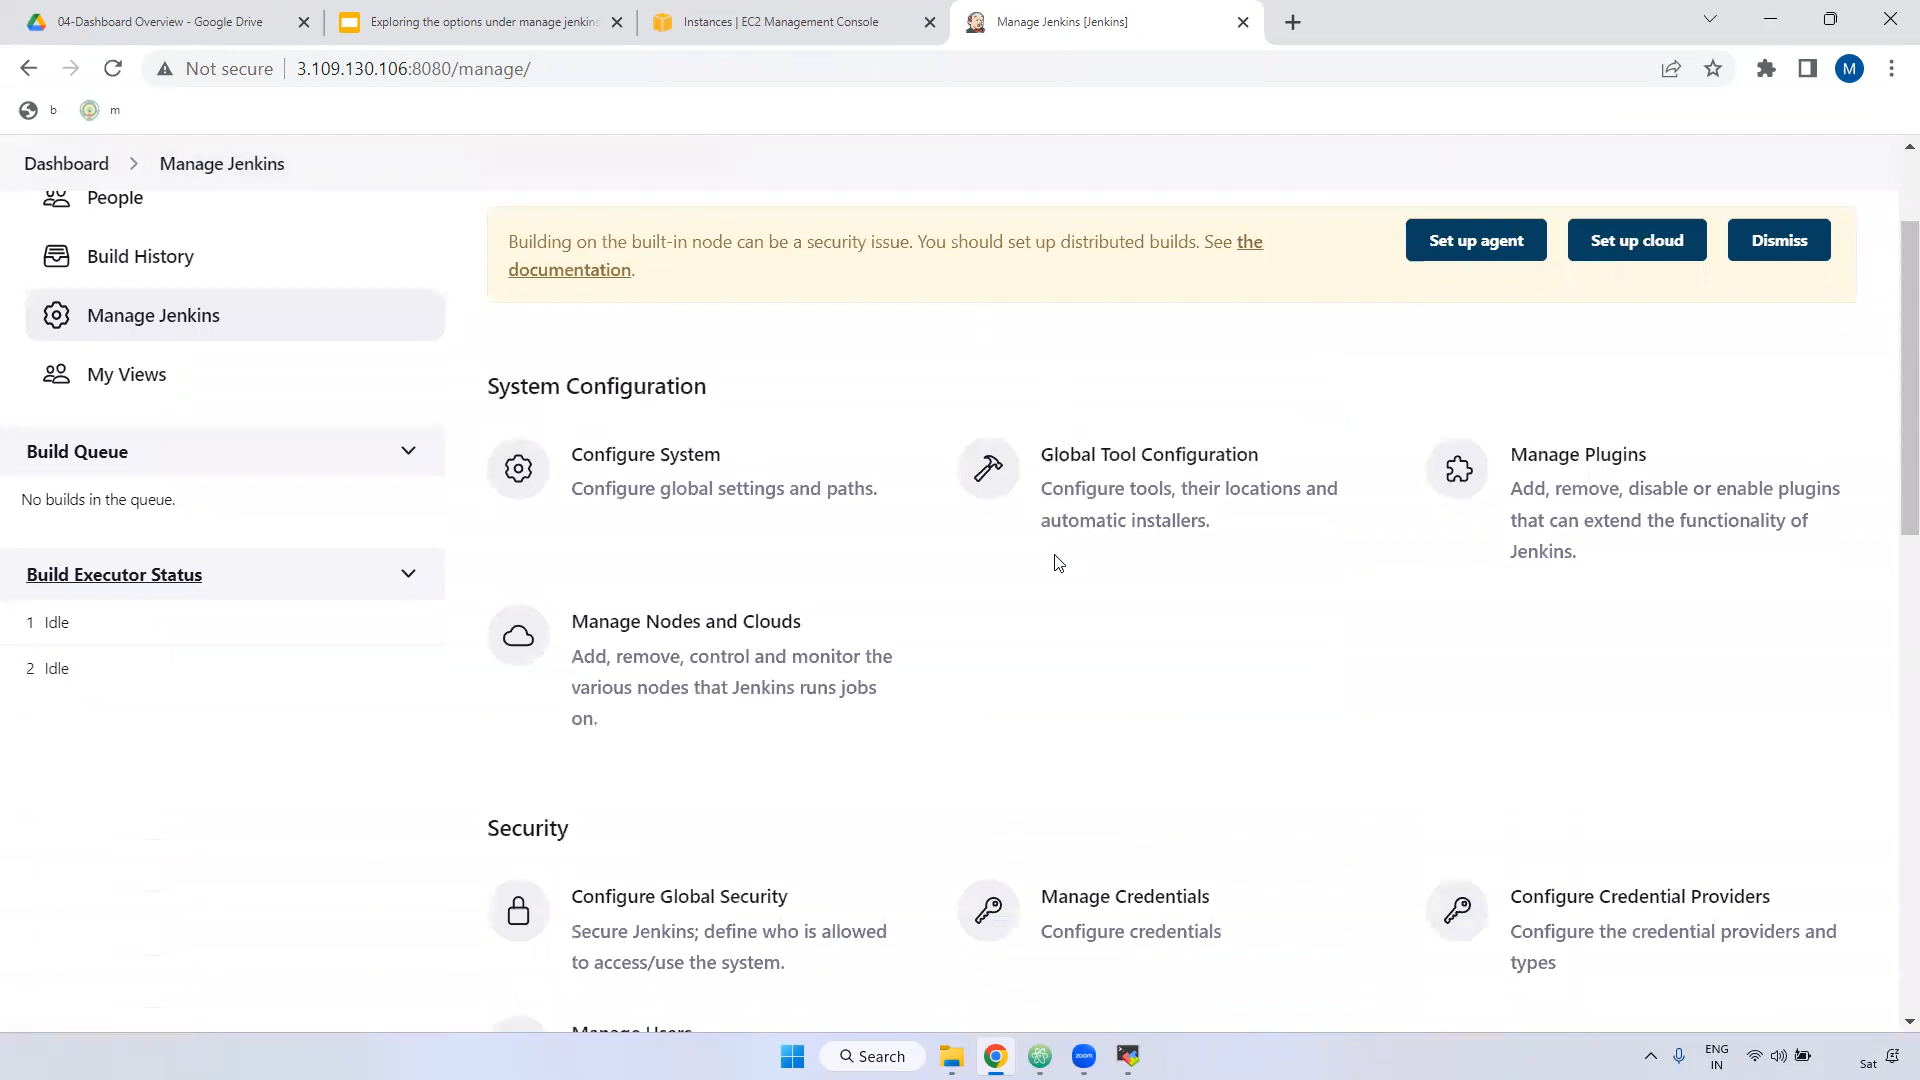 04-Dashboard Overview - Google Drive
Exploring the options under manage jenkins
Instances | EC2 Management Console
Manage Jenkins [Jenkins]
Not secure
3.109.130.106:8080/manage/
M
b
m
Dashboard
Manage Jenkins
People
Build History
Manage Jenkins
My Views
Build Queue
No builds in the queue.
Build Executor Status
1 Idle
2 Idle
Building on the built-in node can be a security issue. You should set up distributed builds. See the
documentation.
Set up agent
Set up cloud
Dismiss
System Configuration
Configure System
Configure global settings and paths.
Global Tool Configuration
Configure tools, their locations and
automatic installers.
Manage Plugins
Add, remove, disable or enable plugins
that can extend the functionality of
Jenkins.
Manage Nodes and Clouds
Add, remove, control and monitor the
various nodes that Jenkins runs jobs
on.
Security
Configure Global Security
Secure Jenkins; define who is allowed
to access/use the system.
Manage Credentials
Configure credentials
Configure Credential Providers
Configure the credential providers and
types
Manage Users
Search
zoom
ENG
IN
Sat